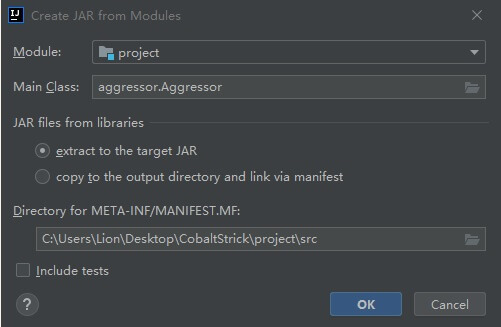 IJ Create JAR from Modules
Module: project
Main Class: aggressor.Aggressor
JAR files from libraries
extract to the target JAR
copy to the output directory and link via manifest
Directory for META-INF/MANIFEST.MF:
C:\Users\Lion\Desktop\CobaltStrick\project\src
Include tests
? OK Cancel